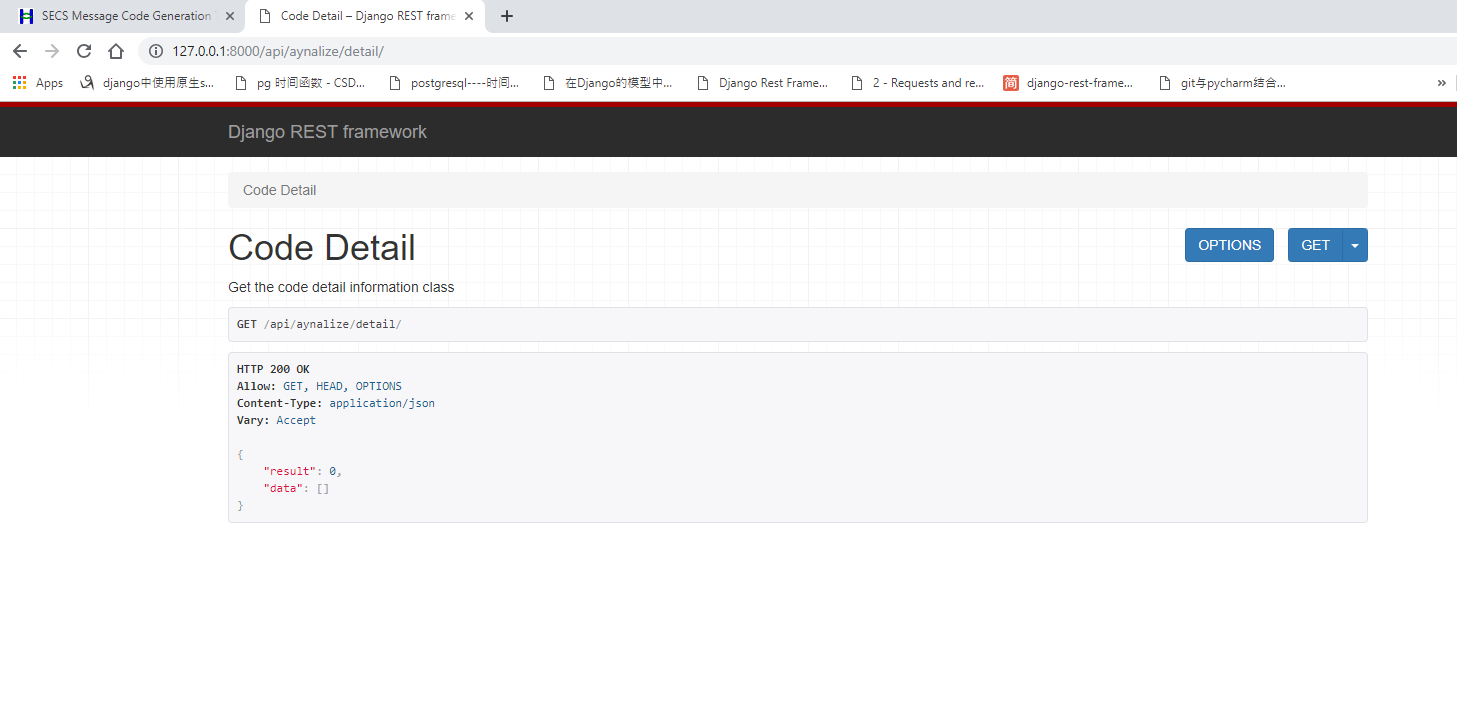 SECS Message Code Generation
Code Detail – Django REST frame
127.0.0.1:8000/api/aynalize/detail/
Apps
django中使用原生s...
pg 时间函数 - CSD...
postgresql----时间...
在Django的模型中...
Django Rest Frame...
2 - Requests and re...
简
django-rest-frame...
git与pycharm结合...
»
Django REST framework
Code Detail
Code Detail
OPTIONS
GET
Get the code detail information class
GET /api/aynalize/detail/
HTTP 200 OK
Allow: GET, HEAD, OPTIONS
Content-Type: application/json
Vary: Accept
{
"result": 0,
"data": []
}